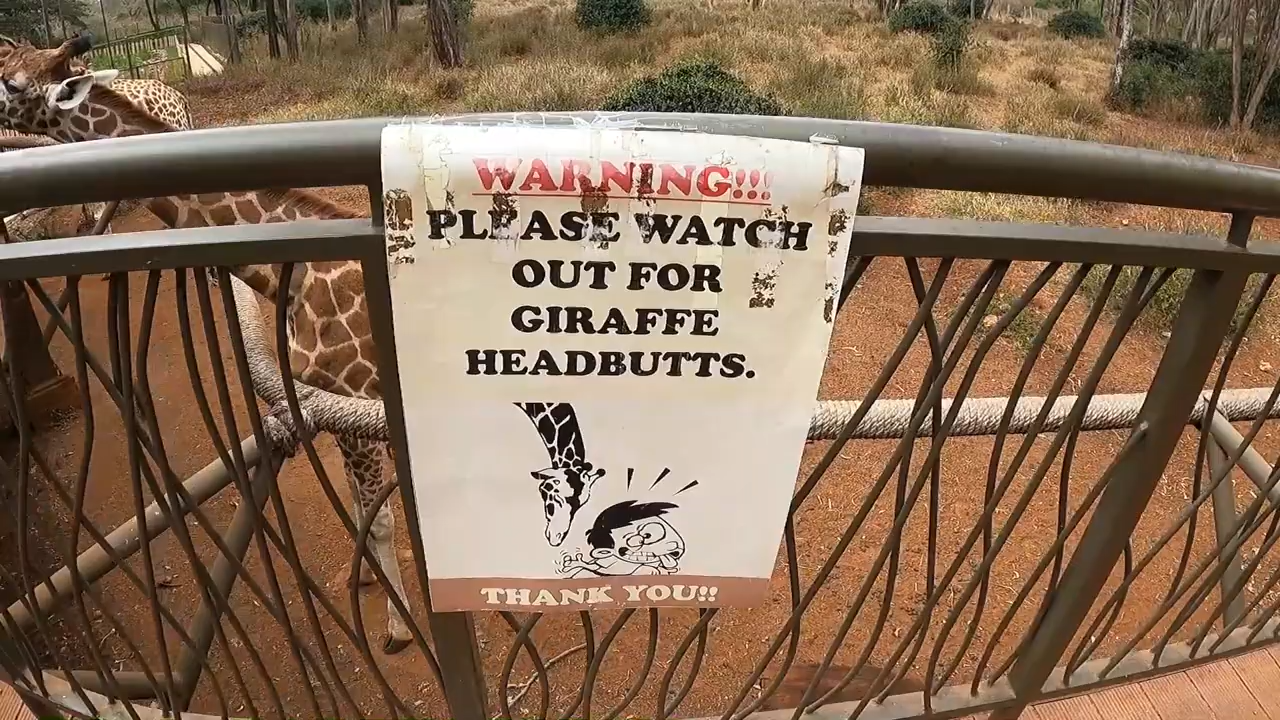 WARNING!!!
PLEASE WATCH
OUT FOR
GIRAFFE
HEADBUTTS.
THANK YOU!!